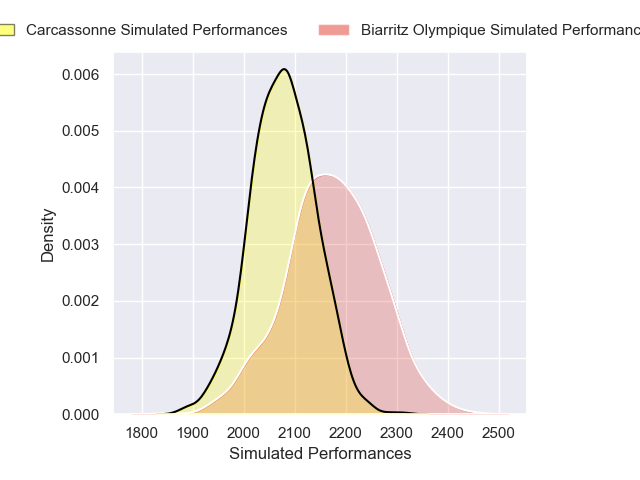 Carcassonne Simulated Performances Biarritz Olympique Simulated
0.006
0.005
0.004
0.003
0.002
0.001
0.000
Density
1800 1900 2000 2100 2200 2300 2400 2500
Simulated Performances